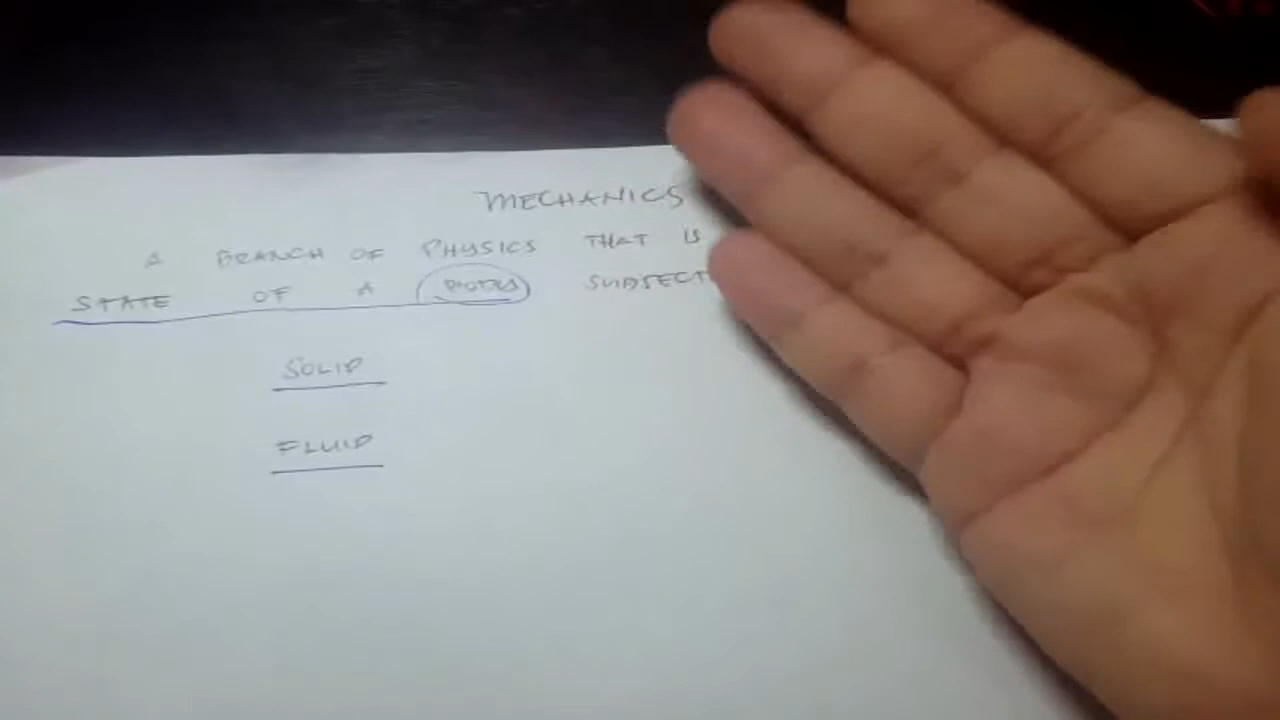 MECHANICS
A BRANCH OF PHYSICS THAT IS
STATE OF A BODY SUBJECT
SOLID
FLUID